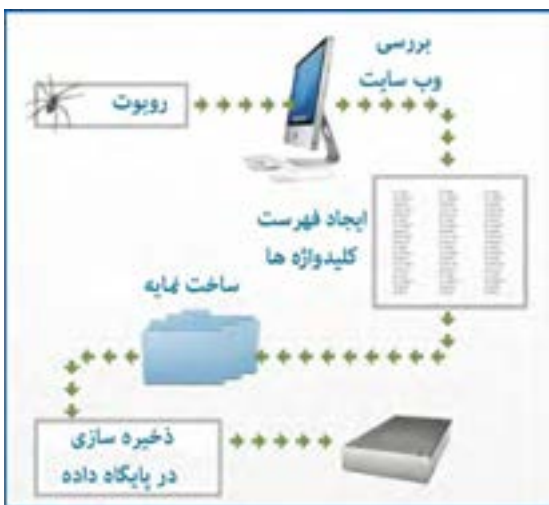 بررسی
وب سایت
روبوت
ایجاد فهرست
کلیدواژه ها
ساخت نمایه
ذخیره سازی
در پایگاه داده